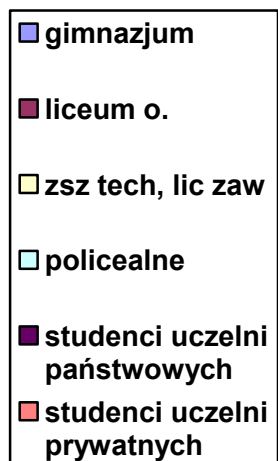 gimnazjum
liceum o.
zsz tech, lic zaw
policealne
studenci uczelni
państwowych
studenci uczelni
prywatnych